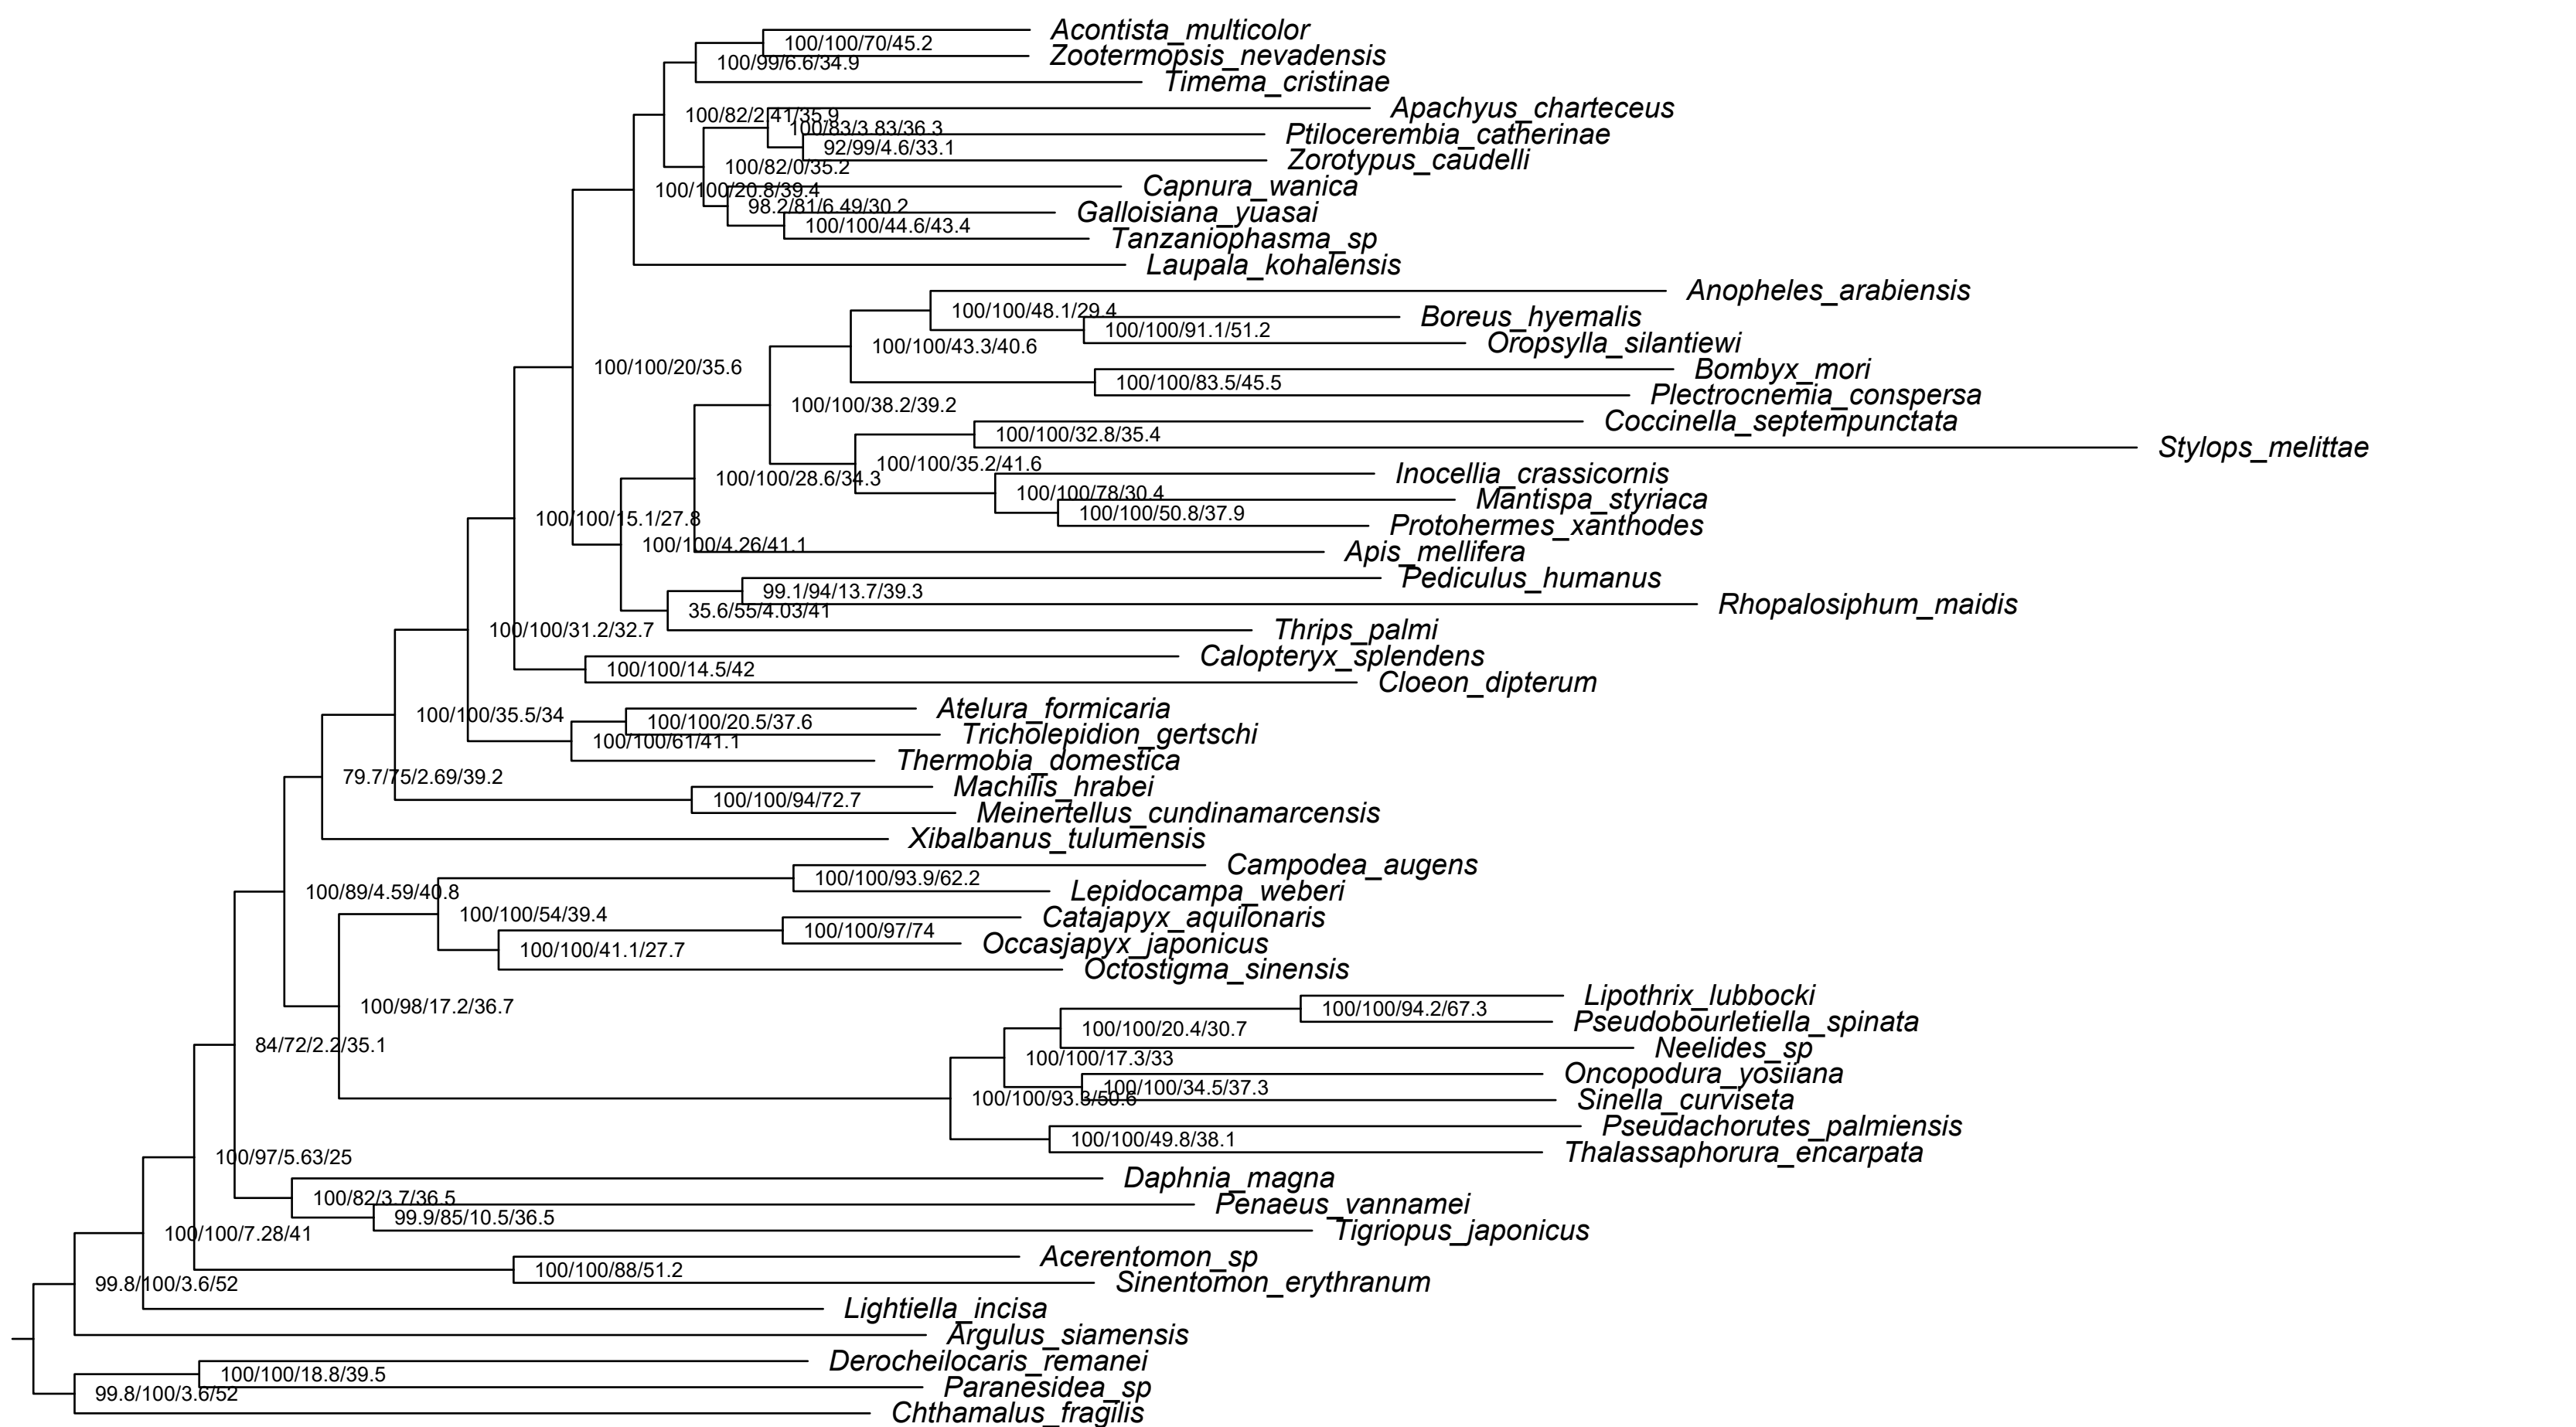 Acontista_multicolor
100/100/70/45.2
Zootermopsis_nevadensis
100/99/6.6/34.9
Timema_cristinae
Apachyus_charteceus
100/82/2.41/35.9
100/83/3.83/36.3
Ptilocerembia_catherinae
92/99/4.6/33.1
Zorotypus_caudelli
100/82/0/35.2
Capnura_wanica
100/100/20.8/39.4
98.2/81/6.49/30.2
Galloisiana_yuasai
100/100/44.6/43.4
Tanzaniophasma_sp
Laupala_kohalensis
Anopheles_arabiensis
100/100/48.1/29.4
Boreus_hyemalis
100/100/91.1/51.2
Oropsylla_silantiewi
100/100/43.3/40.6
100/100/20/35.6
Bombyx_mori
100/100/83.5/45.5
Plectrocnemia_conspersa
100/100/38.2/39.2
Coccinella_septempunctata
100/100/32.8/35.4
Stylops_melittae
100/100/35.2/41.6
Inocellia_crassicornis
100/100/28.6/34.3
100/100/78/30.4
Mantispa_styriaca
100/100/50.8/37.9
100/100/15.1/27.8
Protohermes_xanthodes
100/100/4.26/41.1
Apis_mellifera
Pediculus_humanus
99.1/94/13.7/39.3
Rhopalosiphum_maidis
35.6/55/4.03/41
100/100/31.2/32.7
Thrips_palmi
Calopteryx_splendens
100/100/14.5/42
Cloeon_dipterum
Atelura_formicaria
100/100/35.5/34
100/100/20.5/37.6
Tricholepidion_gertschi
100/100/61/41.1
Thermobia_domestica
79.7/75/2.69/39.2
Machilis_hrabei
100/100/94/72.7
Meinertellus_cundinamarcensis
Xibalbanus_tulumensis
Campodea_augens
100/100/93.9/62.2
100/89/4.59/40.8
Lepidocampa_weberi
100/100/54/39.4
Catajapyx_aquilonaris
100/100/97/74
100/100/41.1/27.7
Occasjapyx_japonicus
Octostigma_sinensis
Lipothrix_lubbocki
100/98/17.2/36.7
100/100/94.2/67.3
Pseudobourletiella_spinata
100/100/20.4/30.7
84/72/2.2/35.1
Neelides_sp
100/100/17.3/33
Oncopodura_yosiiana
100/100/34.5/37.3
100/100/93.3/50.6
Sinella_curviseta
Pseudachorutes_palmiensis
100/100/49.8/38.1
Thalassaphorura_encarpata
100/97/5.63/25
Daphnia_magna
100/82/3.7/36.5
Penaeus_vannamei
99.9/85/10.5/36.5
Tigriopus_japonicus
100/100/7.28/41
Acerentomon_sp
100/100/88/51.2
Sinentomon_erythranum
99.8/100/3.6/52
Lightiella_incisa
Argulus_siamensis
Derocheilocaris_remanei
100/100/18.8/39.5
Paranesidea_sp
99.8/100/3.6/52
Chthamalus_fragilis